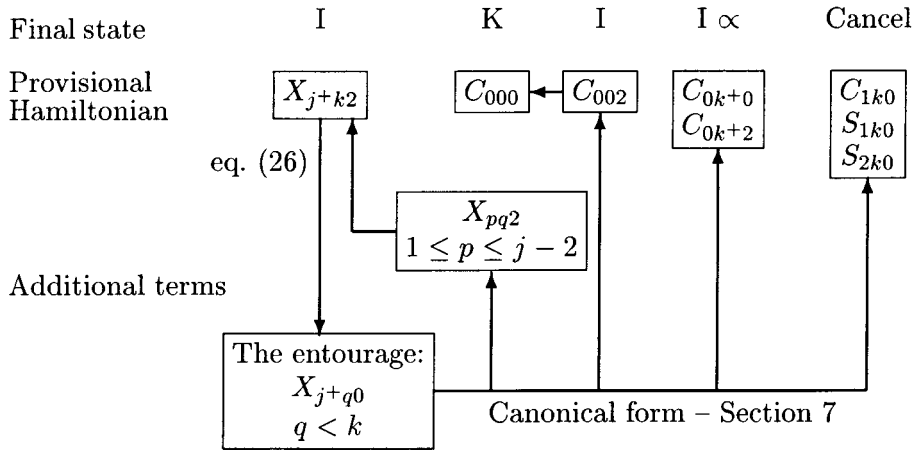 Final state I K I I ∝ Cancel
Provisional
Hamiltonian
X_{j+k2} C_{000} C_{002} C_{0k+0} C_{1k0}
C_{0k+2} S_{1k0}
S_{2k0}
eq. (26)
X_{pq2}
1 ≤ p ≤ j − 2
Additional terms
The entourage:
X_{j+q0}
q < k
Canonical form – Section 7